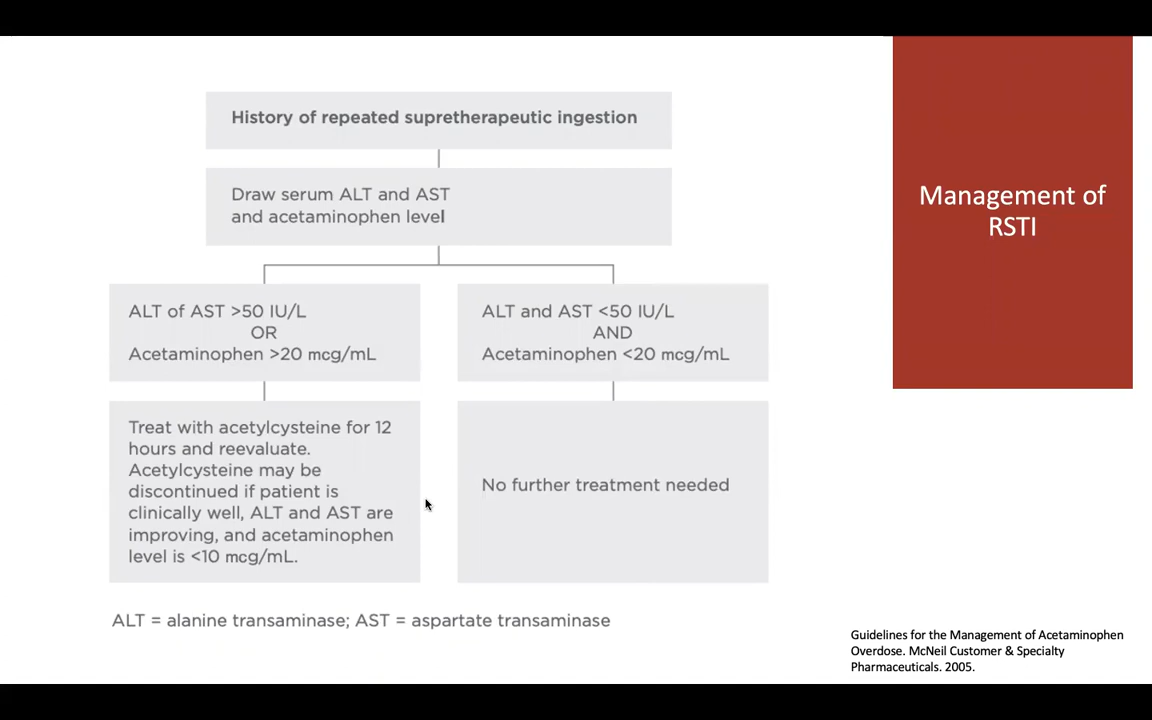 History of repeated supretherapeutic ingestion
Draw serum ALT and AST
and acetaminophen level
ALT of AST >50 IU/L
OR
Acetaminophen >20 mcg/mL
ALT and AST <50 IU/L
AND
Acetaminophen <20 mcg/mL
Treat with acetylcysteine for 12
hours and reevaluate.
Acetylcysteine may be
discontinued if patient is
clinically well, ALT and AST are
improving, and acetaminophen
level is <10 mcg/mL.
No further treatment needed
ALT = alanine transaminase; AST = aspartate transaminase
Management of
RSTI
Guidelines for the Management of Acetaminophen
Overdose. McNeil Customer & Specialty
Pharmaceuticals. 2005.